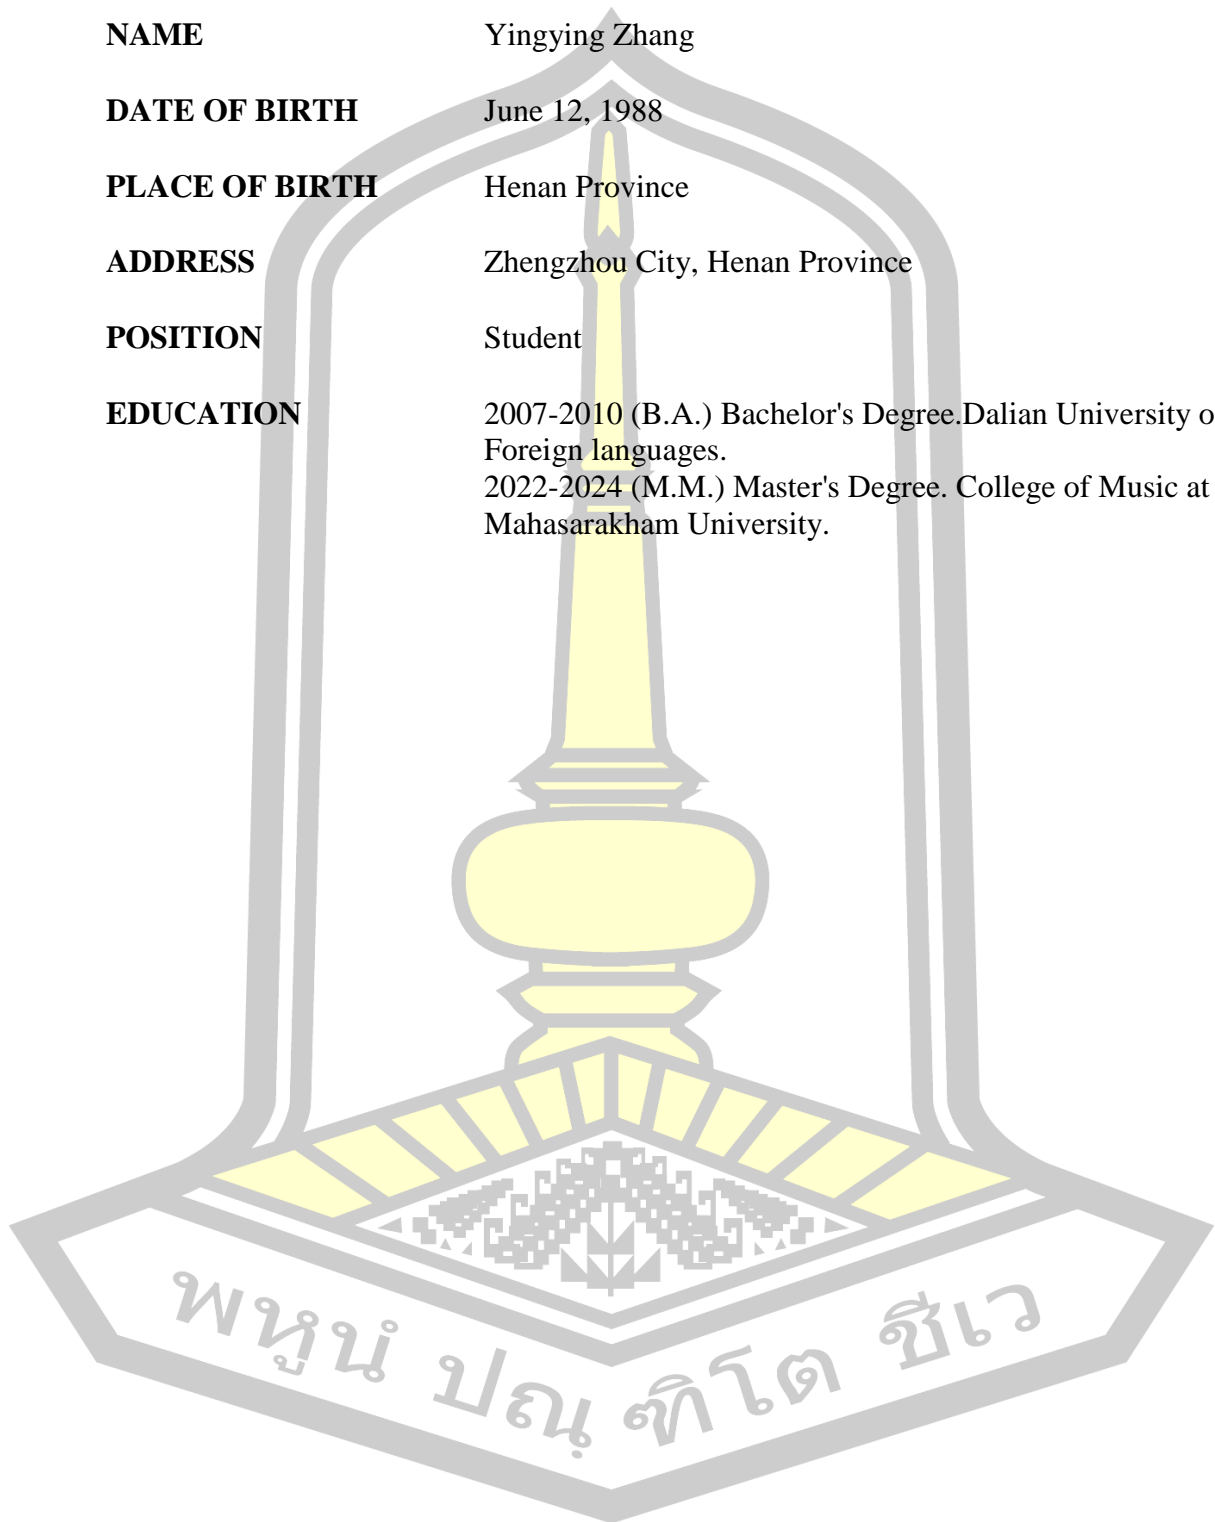 NAME Yingying Zhang
DATE OF BIRTH June 12, 1988
PLACE OF BIRTH Henan Province
ADDRESS Zhengzhou City, Henan Province
POSITION Student
EDUCATION 2007-2010 (B.A.) Bachelor's Degree.Dalian University o
Foreign languages.
2022-2024 (M.M.) Master's Degree. College of Music at
Mahasarakham University.
พหูนํ ปณฺฑิโต ชีเว